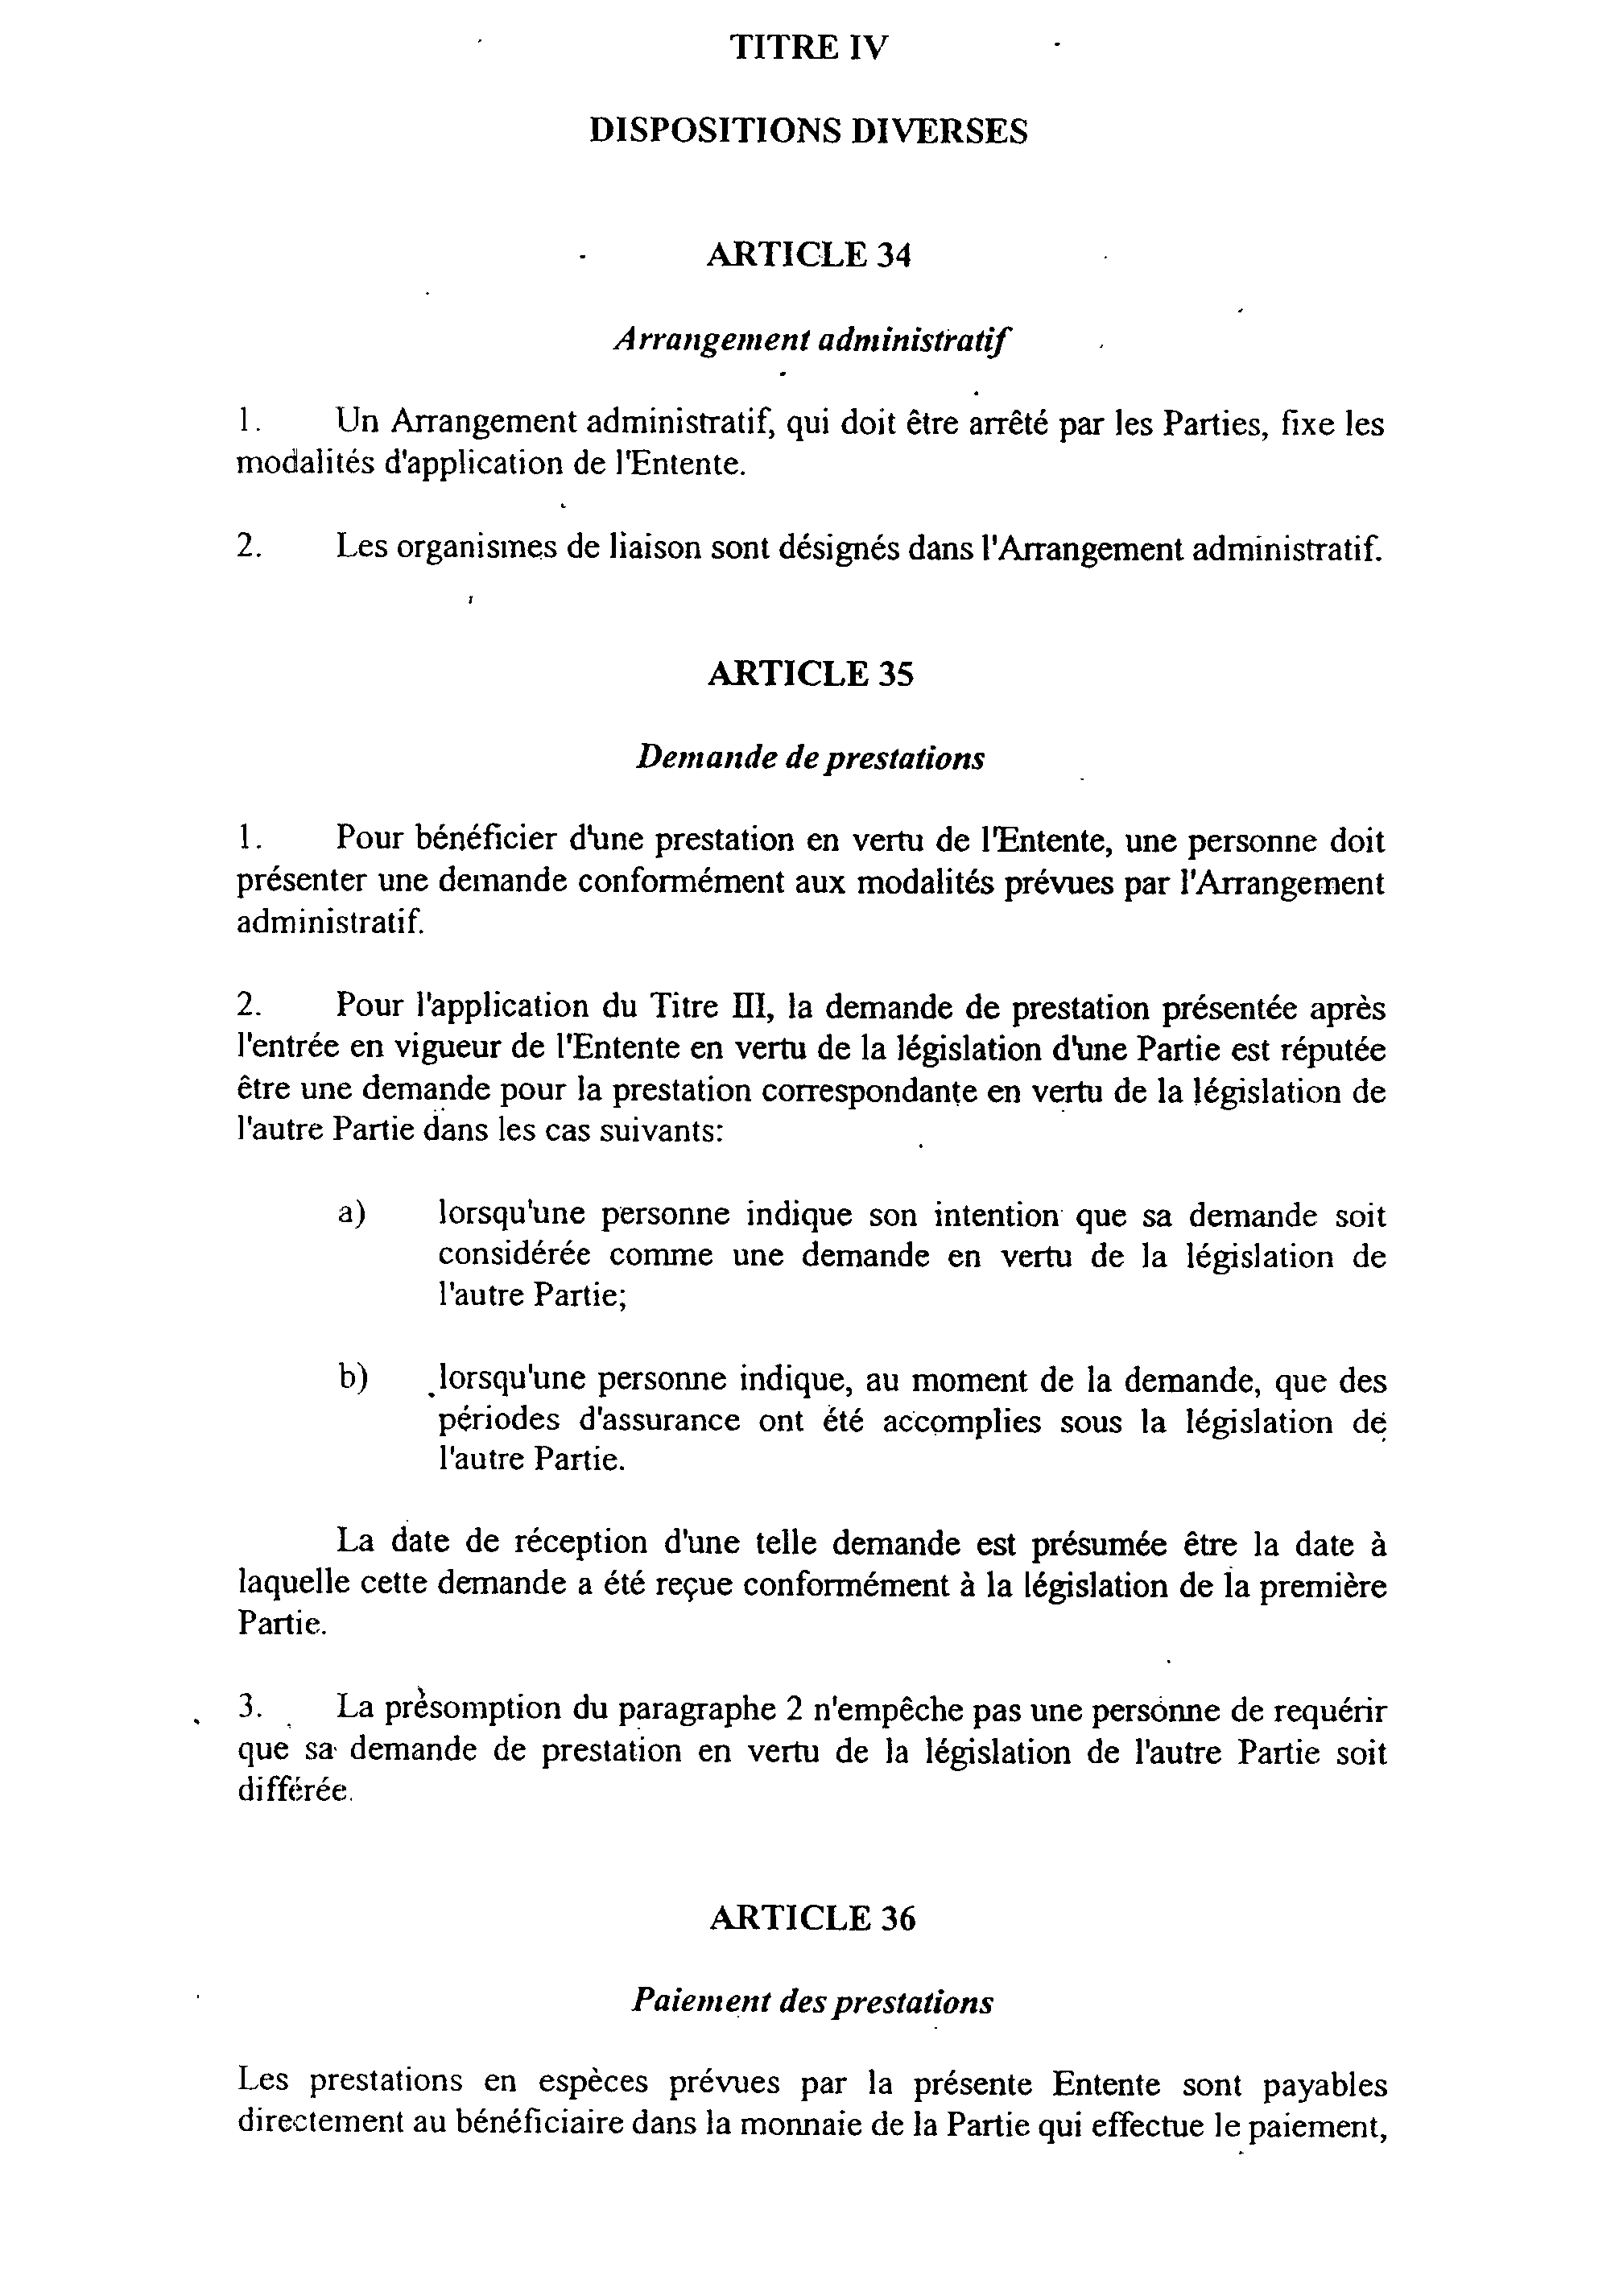 TITRE IV
DISPOSITIONS DIVERSES
ARTICLE 34
Arrangement administratif
1. Un Arrangement administratif, qui doit être arrêté par les Parties, fixe les
modalités d'application de l'Entente.
2. Les organismes de liaison sont désignés dans l'Arrangement administratif.
ARTICLE 35
Demande de prestations
1. Pour bénéficier d'une prestation en vertu de l'Entente, une personne doit
présenter une demande conformément aux modalités prévues par l'Arrangement
administratif.
2. Pour l'application du Titre III, la demande de prestation présentée après
l'entrée en vigueur de l'Entente en vertu de la législation d'une Partie est réputée
être une demande pour la prestation correspondante en vertu de la législation de
l'autre Partie dans les cas suivants:
a) lorsqu'une personne indique son intention que sa demande soit
considérée comme une demande en vertu de la législation de
l'autre Partie;
b) lorsqu'une personne indique, au moment de la demande, que des
périodes d'assurance ont été accomplies sous la législation de
l'autre Partie.
La date de réception d'une telle demande est présumée être la date à
laquelle cette demande a été reçue conformément à la législation de la première
Partie.
3. La présomption du paragraphe 2 n'empêche pas une personne de requérir
que sa demande de prestation en vertu de la législation de l'autre Partie soit
différée.
ARTICLE 36
Paiement des prestations
Les prestations en espèces prévues par la présente Entente sont payables
directement au bénéficiaire dans la monnaie de la Partie qui effectue le paiement,